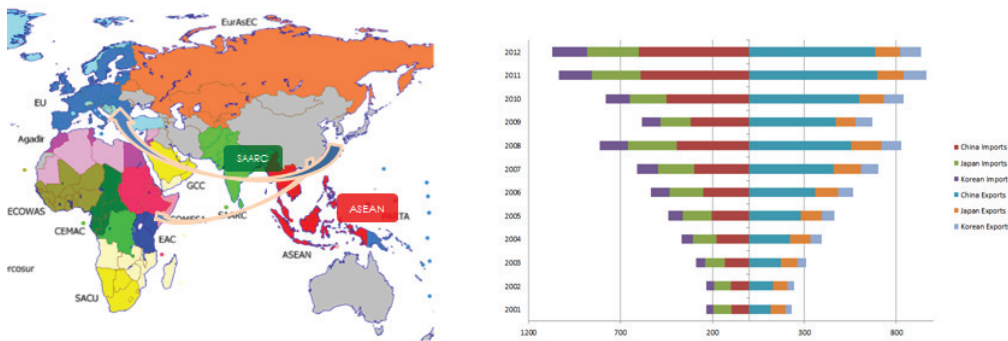 EurAsEC
EU
Agadir
SAARC
GCC
ECOWAS
CEMAC
EAC
ASEAN
ASEAN
rcosur
SACU
2012
2011
2010
2009
2008
2007
2006
2005
2004
2003
2002
2001
1200
700
200
300
800
China Imports
Japan Imports
Korean Import
China Exports
Japan Exports
Korean Exports